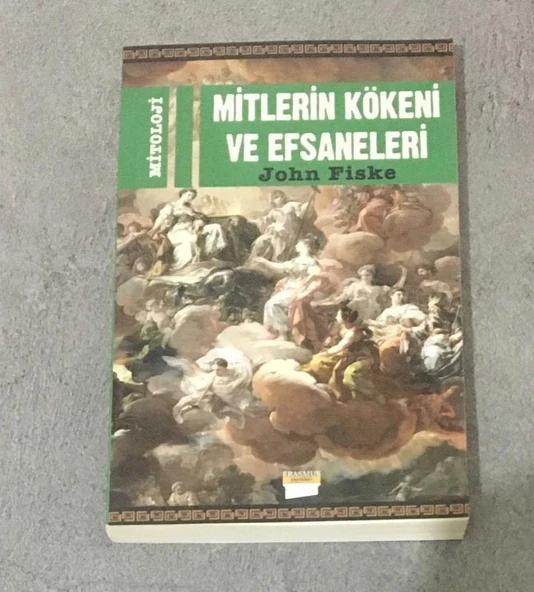 MİTOLOJİ
MİTLERİN KÖKENİ
VE EFSANELERİ
John Fiske
ERASMUS